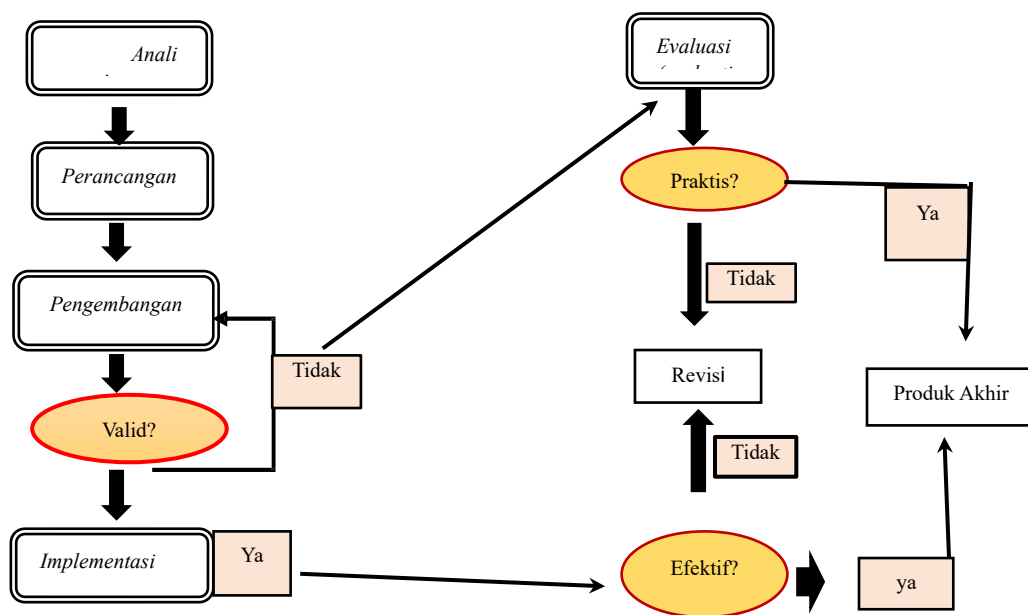 Anali
Perancangan
Pengembangan
Tidak
Valid?
Implementasi
Ya
Evaluasi
Praktis?
Ya
Tidak
Revisi
Produk Akhir
Tidak
Efektif?
ya